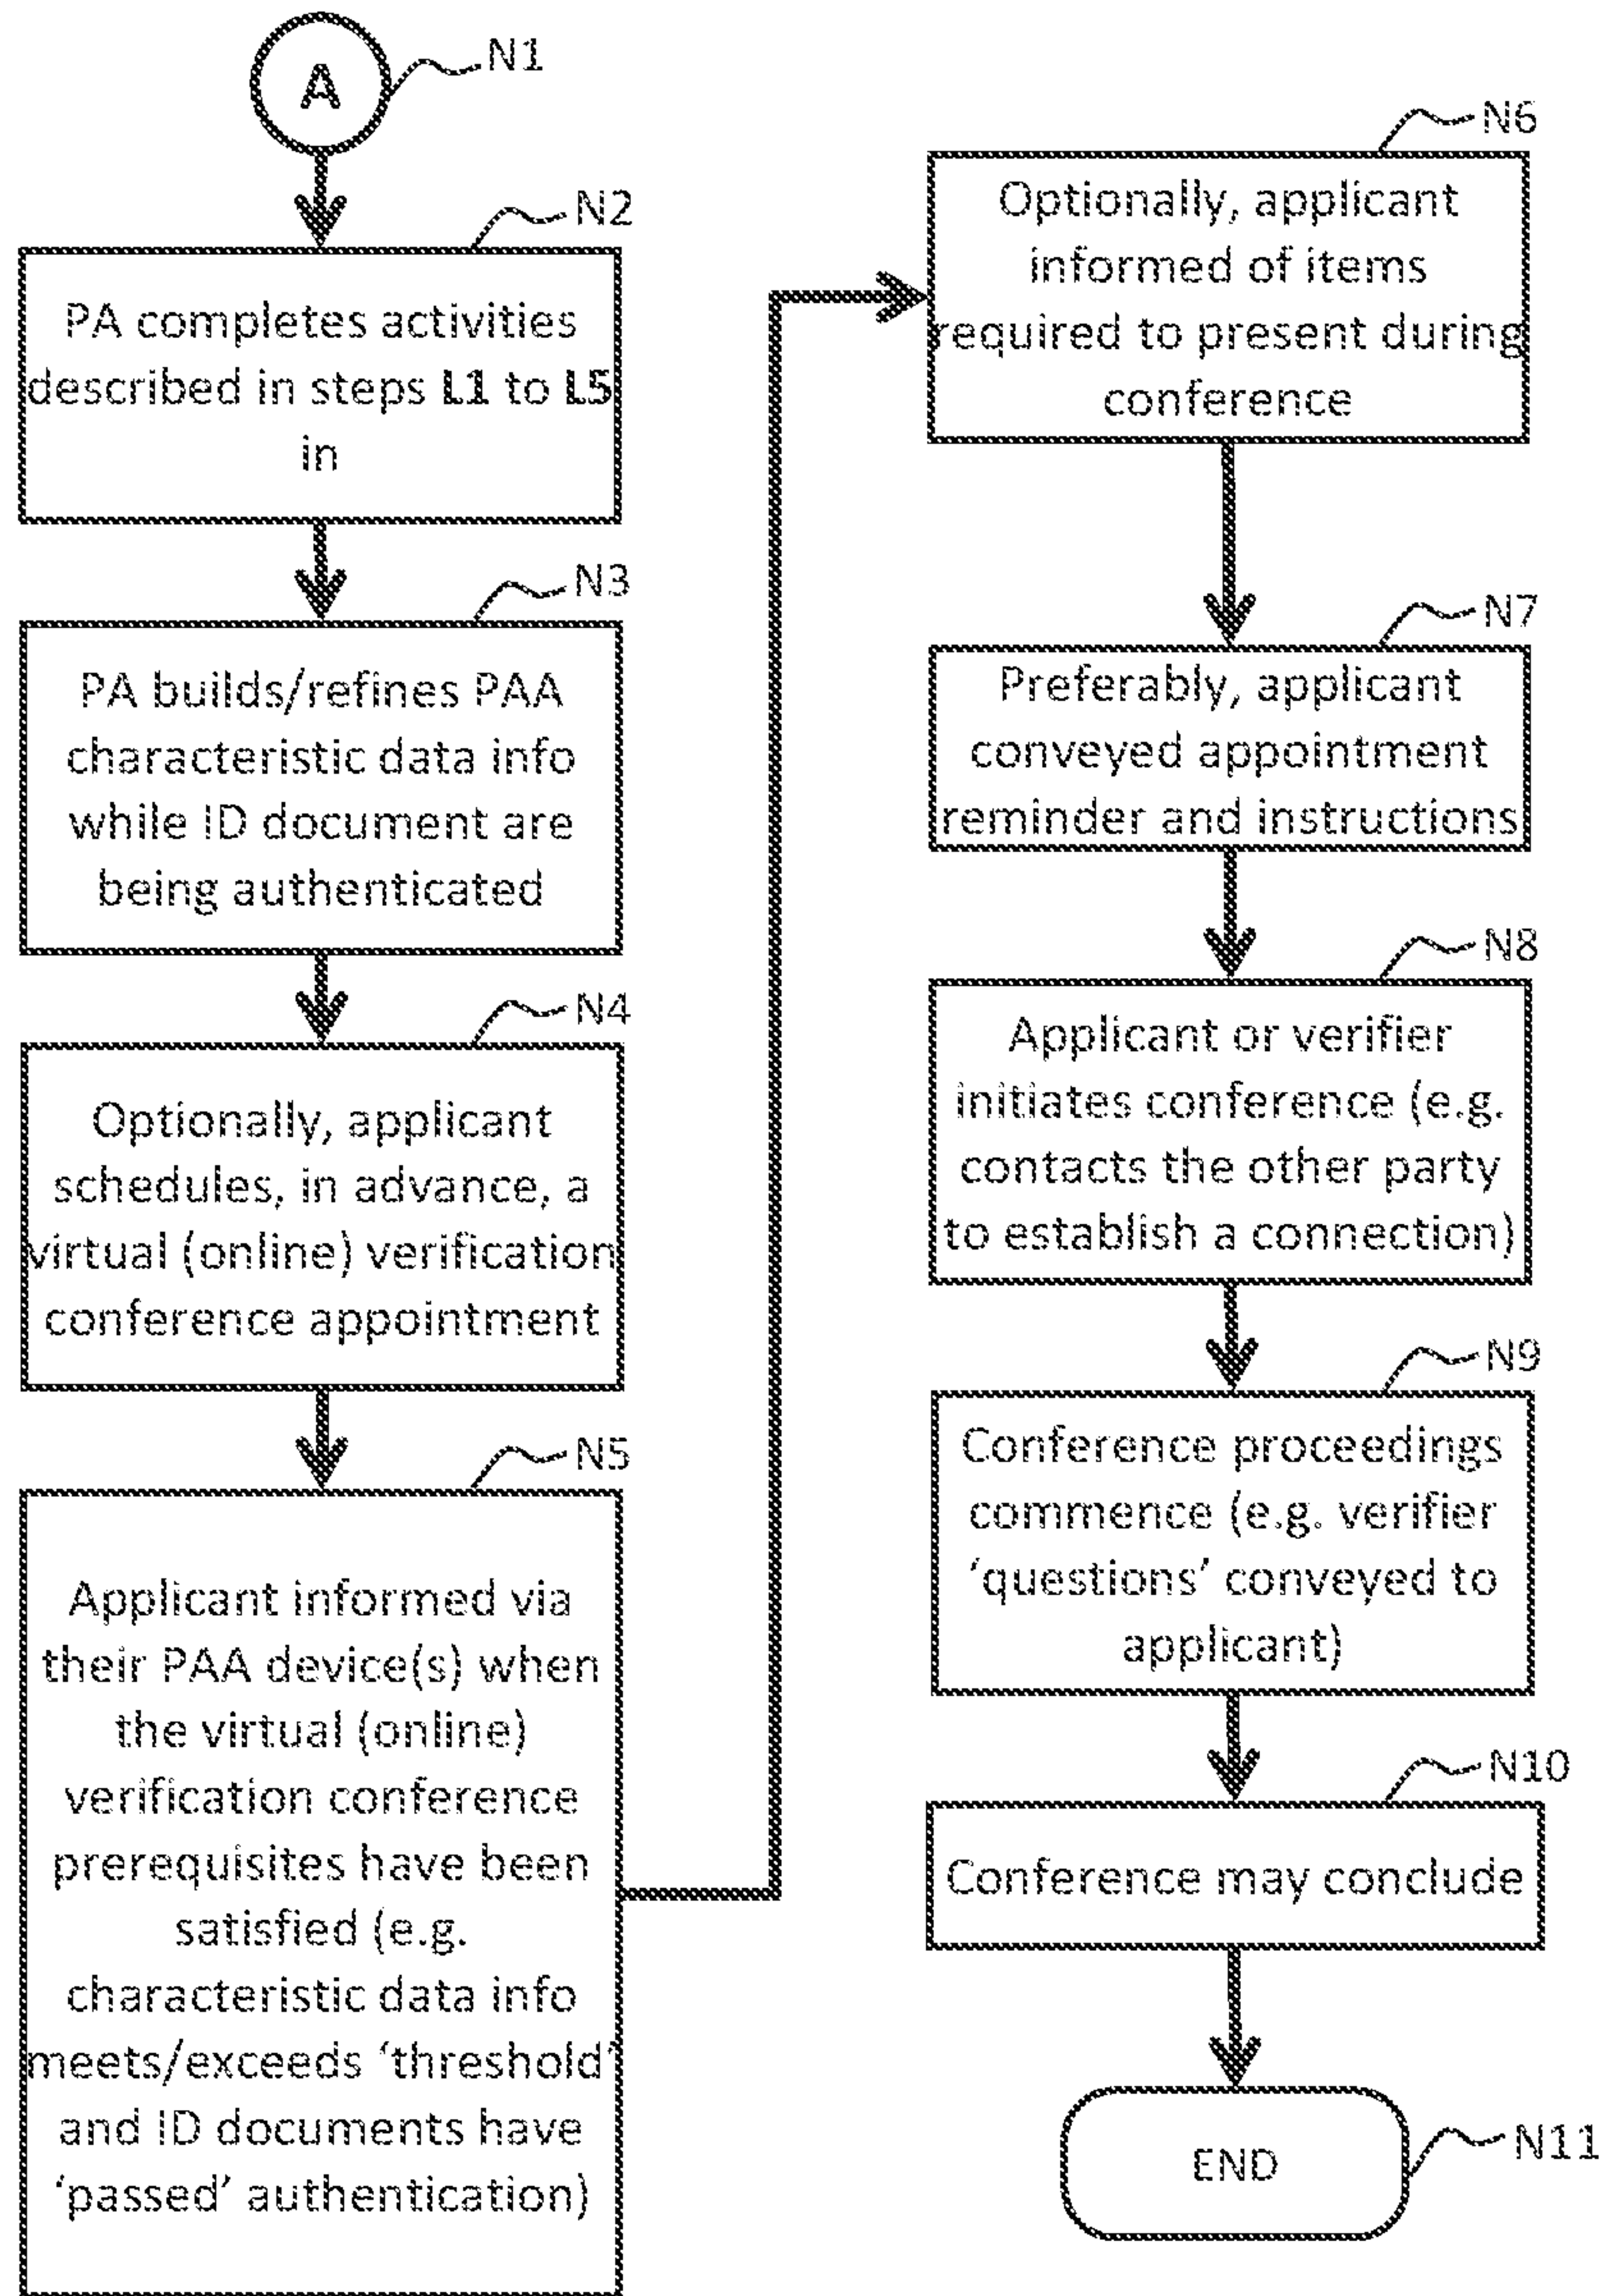 A
N1
N2
PA completes activities
described in steps L1 to L5
in
N3
PA builds/refines PAA
characteristic data info
while ID document are
being authenticated
N4
Optionally, applicant
schedules, in advance, a
virtual (online) verification
conference appointment
N5
Applicant informed via
their PAA device(s) when
the virtual (online)
verification conference
prerequisites have been
satisfied (e.g.
characteristic data info
meets/exceeds ‘threshold’
and ID documents have
‘passed’ authentication)
N6
Optionally, applicant
informed of items
required to present during
conference
N7
Preferably, applicant
conveyed appointment
reminder and instructions
N8
Applicant or verifier
initiates conference (e.g.
contacts the other party
to establish a connection)
N9
Conference proceedings
commence (e.g. verifier
‘questions’ conveyed to
applicant)
N10
Conference may conclude
END
N11